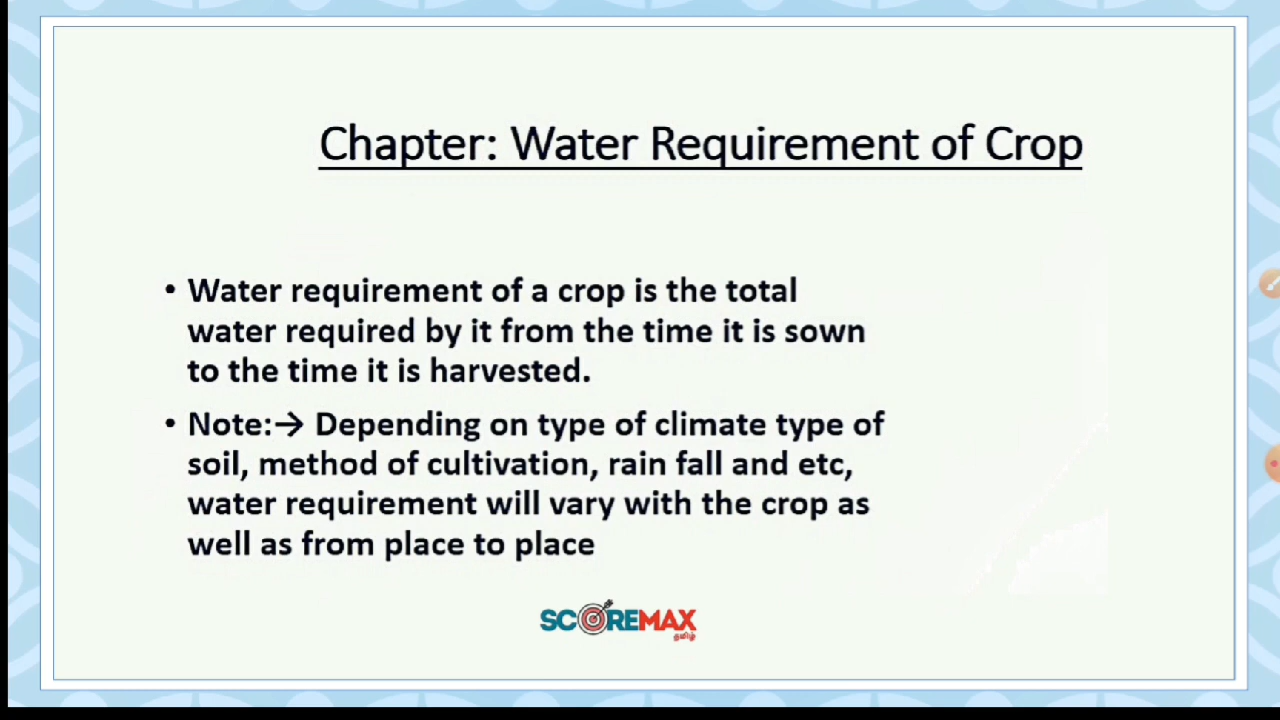 Chapter: Water Requirement of Crop
• Water requirement of a crop is the total
water required by it from the time it is sown
to the time it is harvested.
• Note:→ Depending on type of climate type of
soil, method of cultivation, rain fall and etc,
water requirement will vary with the crop as
well as from place to place
SCOREMAX
தமிழ்